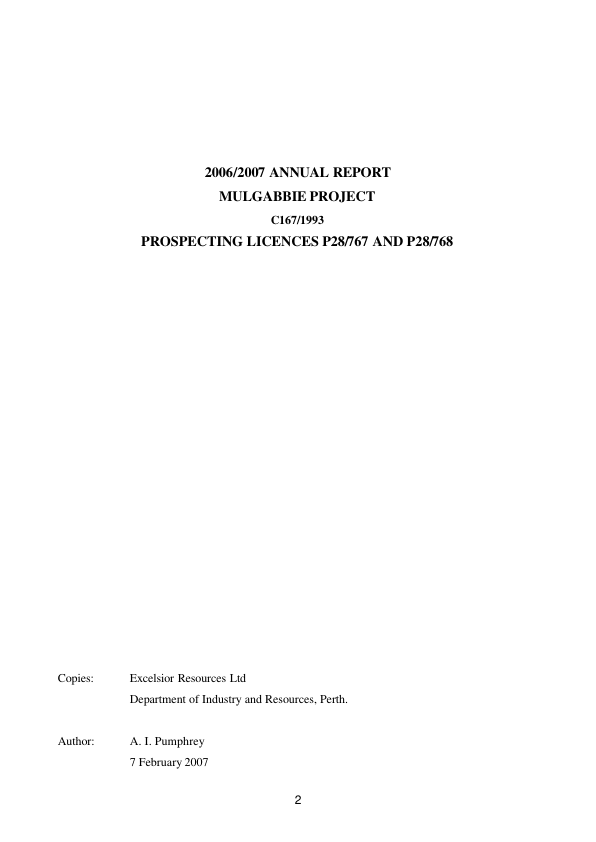 2006/2007 ANNUAL REPORT
MULGABBIE PROJECT
C167/1993
PROSPECTING LICENCES P28/767 AND P28/768
Copies: Excelsior Resources Ltd
Department of Industry and Resources, Perth.
Author: A. I. Pumphrey
7 February 2007
2